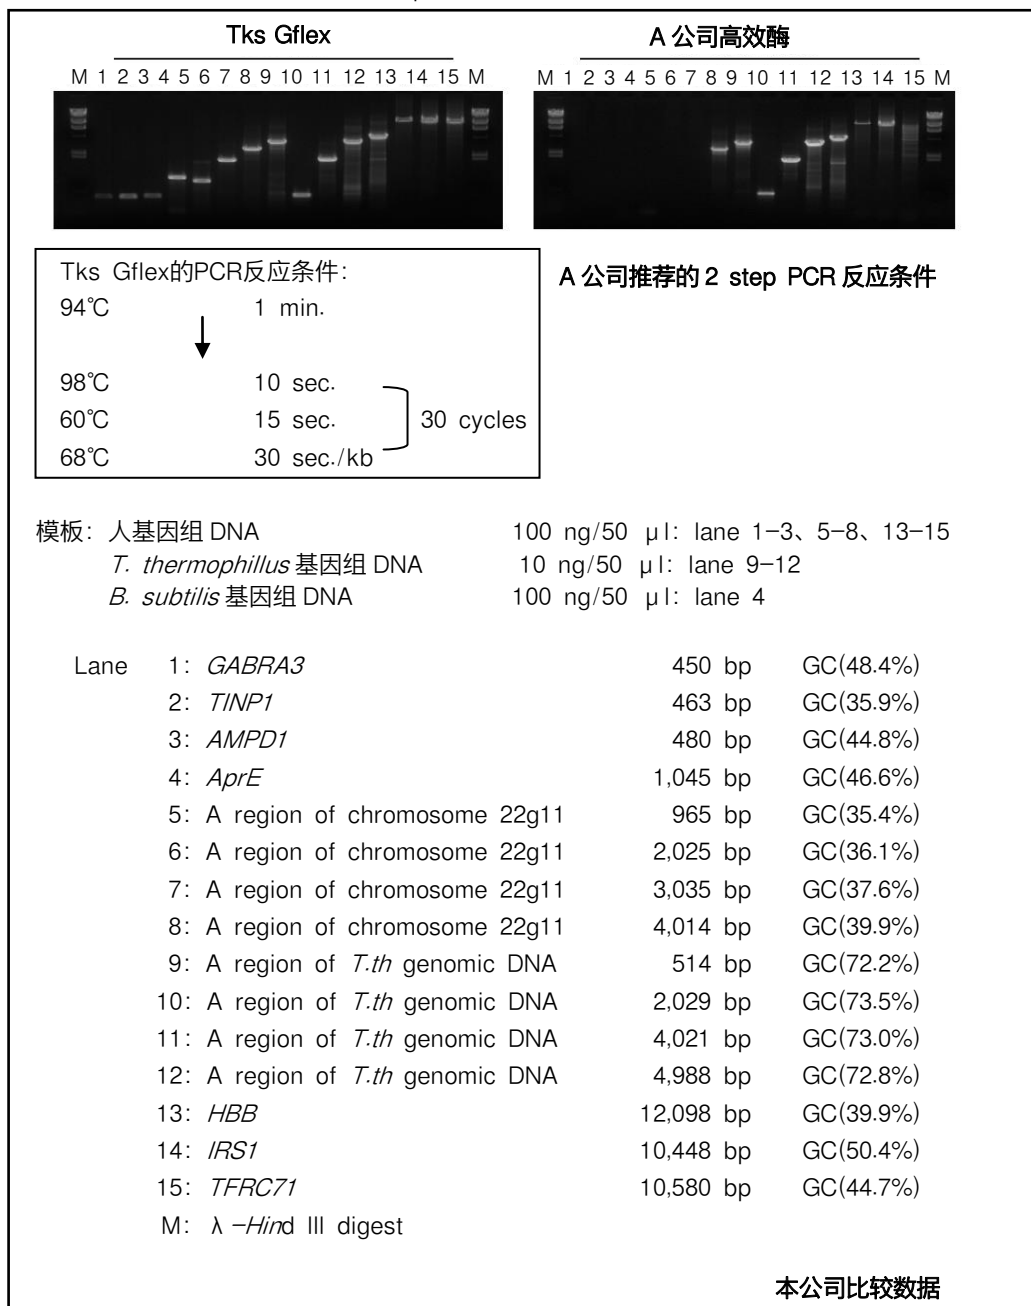 Tks Gflex
A 公司高效酶
M 1 2 3 4 5 6 7 8 9 10 11 12 13 14 15 M
M 1 2 3 4 5 6 7 8 9 10 11 12 13 14 15 M
Tks Gflex的PCR反应条件:
94℃ 1 min.
98℃ 10 sec.
60℃ 15 sec. 30 cycles
68℃ 30 sec./kb
A 公司推荐的 2 step PCR 反应条件
模板: 人基因组 DNA 100 ng/50 μl: lane 1-3、5-8、13-15
T. thermophillus 基因组 DNA 10 ng/50 μl: lane 9-12
B. subtilis 基因组 DNA 100 ng/50 μl: lane 4
Lane 1: GABRA3 450 bp GC(48.4%)
2: TINP1 463 bp GC(35.9%)
3: AMPD1 480 bp GC(44.8%)
4: AprE 1,045 bp GC(46.6%)
5: A region of chromosome 22g11 965 bp GC(35.4%)
6: A region of chromosome 22g11 2,025 bp GC(36.1%)
7: A region of chromosome 22g11 3,035 bp GC(37.6%)
8: A region of chromosome 22g11 4,014 bp GC(39.9%)
9: A region of T.th genomic DNA 514 bp GC(72.2%)
10: A region of T.th genomic DNA 2,029 bp GC(73.5%)
11: A region of T.th genomic DNA 4,021 bp GC(73.0%)
12: A region of T.th genomic DNA 4,988 bp GC(72.8%)
13: HBB 12,098 bp GC(39.9%)
14: IRS1 10,448 bp GC(50.4%)
15: TFRC71 10,580 bp GC(44.7%)
M: λ-Hind III digest
本公司比较数据